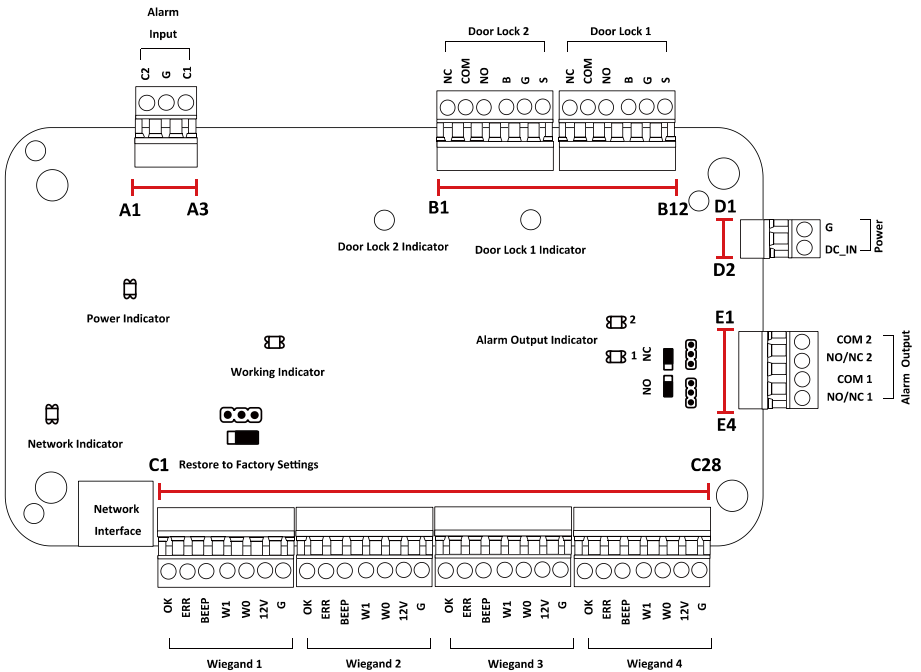 Alarm
Input
C2 G C1
Door Lock 2
Door Lock 1
NC COM NO B G S
NC COM NO B G S
A1 A3
B1 B12
D1
G
DC_IN
Power
D2
Door Lock 2 Indicator
Door Lock 1 Indicator
Power Indicator
E1
2
Alarm Output Indicator
1
NC
NO
COM 2
NO/NC 2
COM 1
NO/NC 1
Alarm Output
E4
Working Indicator
Network Indicator
Restore to Factory Settings
C1 C28
Network
Interface
OK ERR BEEP W1 W0 12V G
OK ERR BEEP W1 W0 12V G
OK ERR BEEP W1 W0 12V G
OK ERR BEEP W1 W0 12V G
Wiegand 1
Wiegand 2
Wiegand 3
Wiegand 4